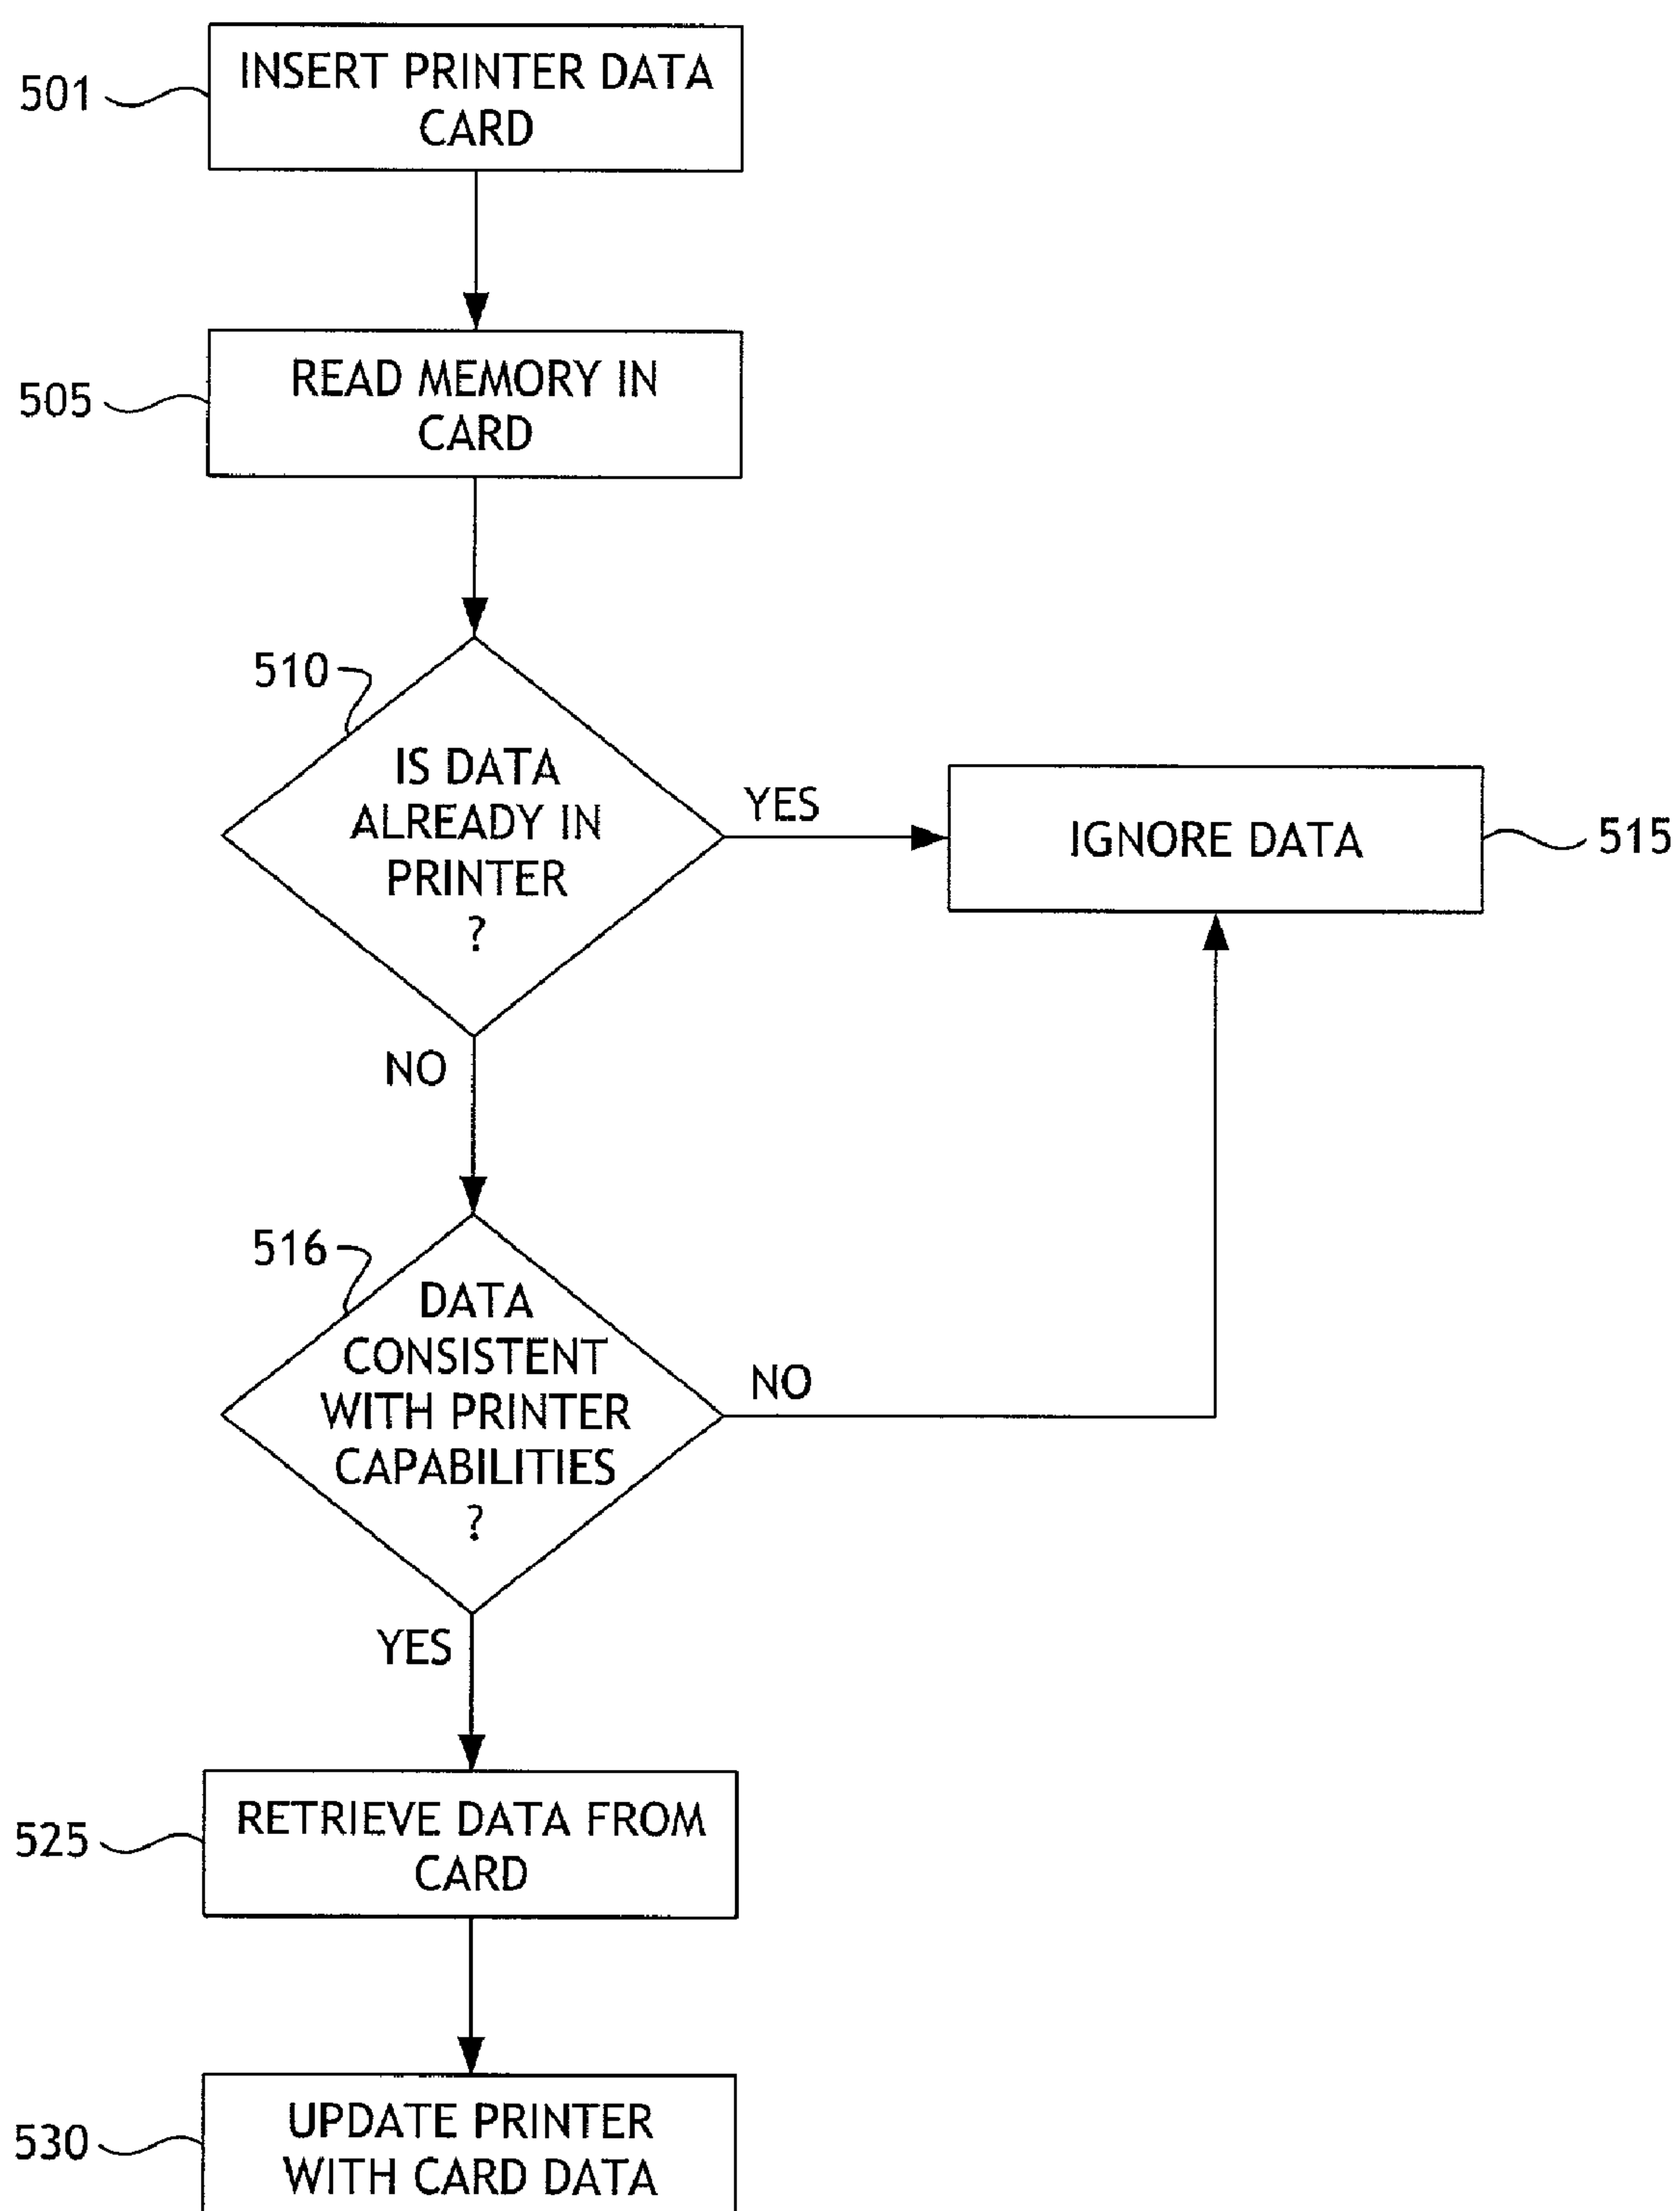 501
INSERT PRINTER DATA
CARD
505
READ MEMORY IN
CARD
510
IS DATA
ALREADY IN
PRINTER
?
YES
IGNORE DATA
515
NO
516
DATA
CONSISTENT
WITH PRINTER
CAPABILITIES
?
NO
YES
525
RETRIEVE DATA FROM
CARD
530
UPDATE PRINTER
WITH CARD DATA